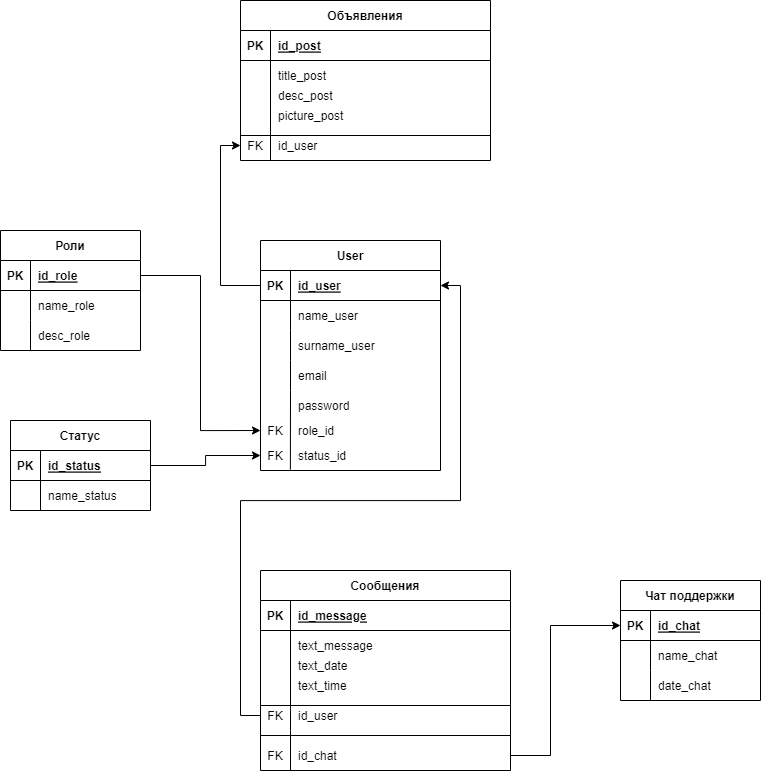 Объявления
PK id_post
title_post
desc_post
picture_post
FK id_user
Роли
PK id_role
name_role
desc_role
User
PK id_user
name_user
surname_user
email
password
FK role_id
FK status_id
Статус
PK id_status
name_status
Сообщения
PK id_message
text_message
text_date
text_time
FK id_user
FK id_chat
Чат поддержки
PK id_chat
name_chat
date_chat